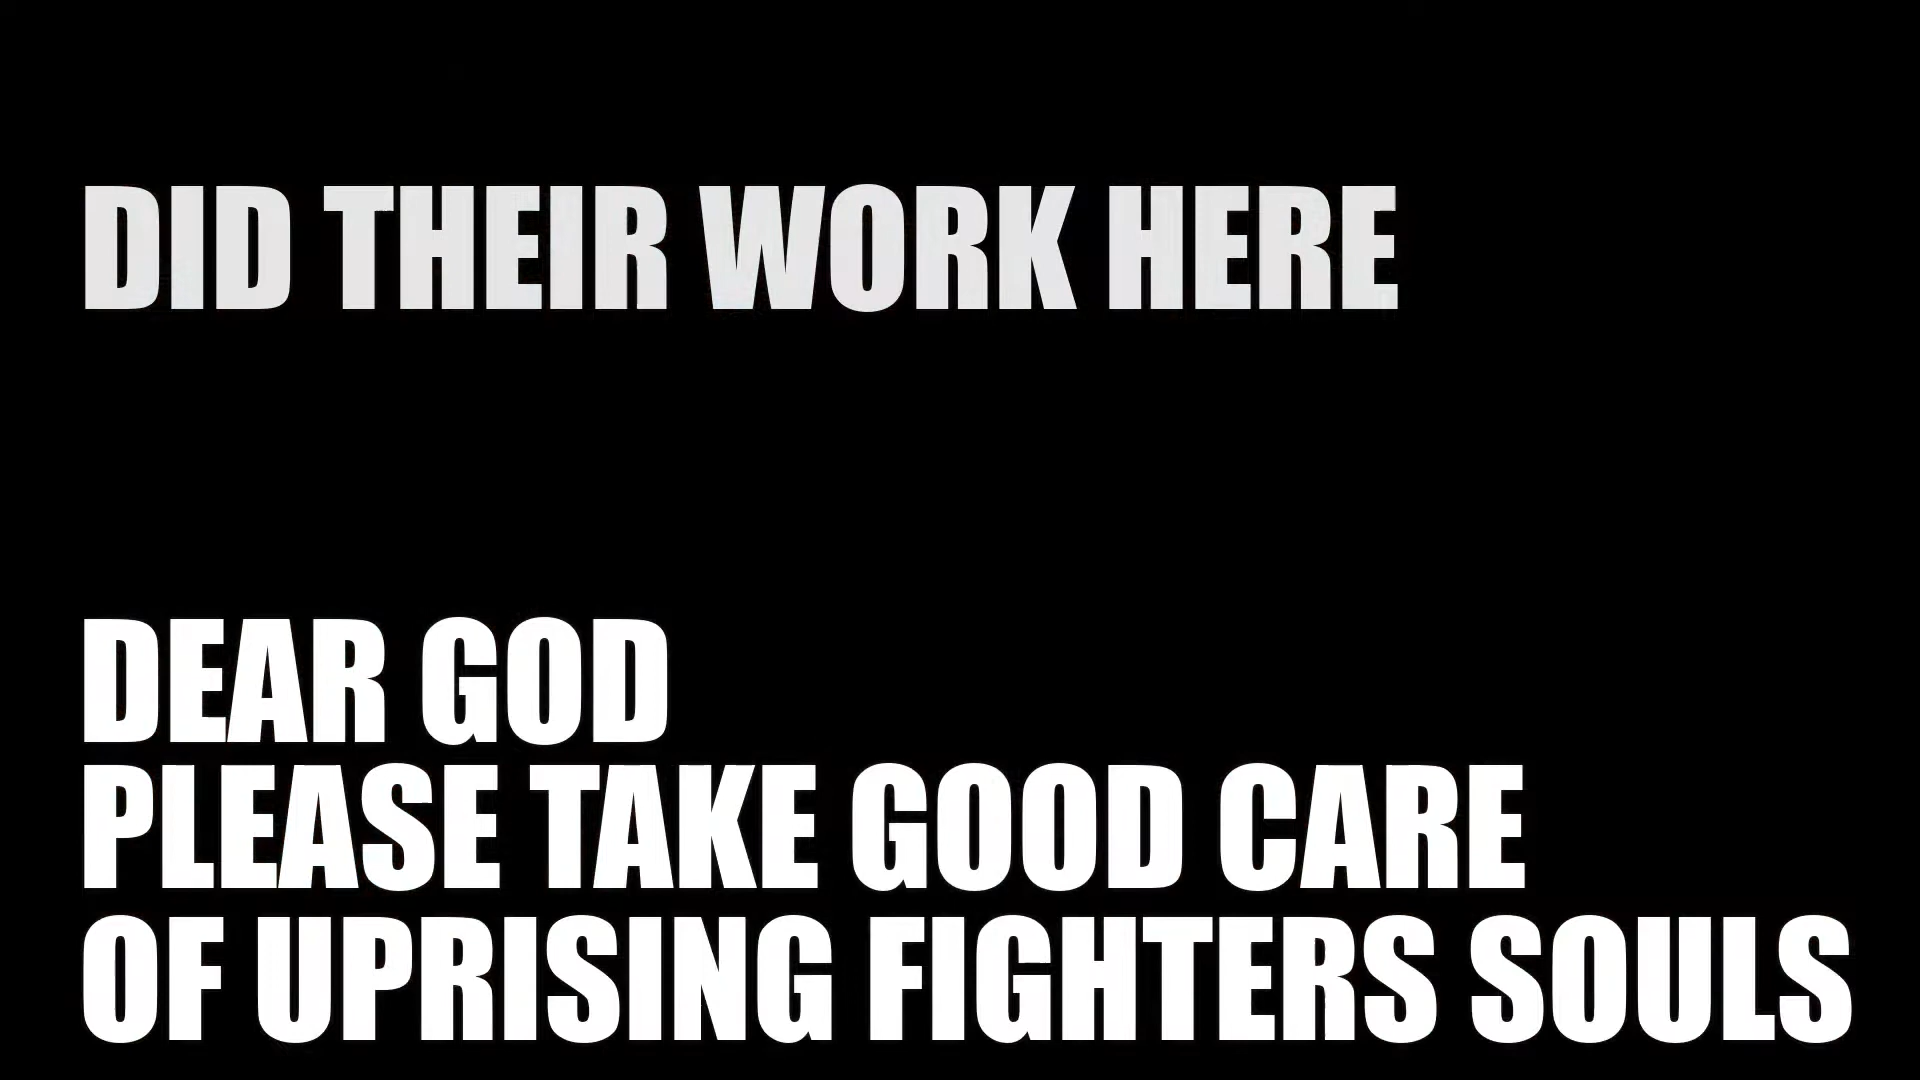 DID THEIR WORK HERE
DEAR GOD
PLEASE TAKE GOOD CARE
OF UPRISING FIGHTERS SOULS